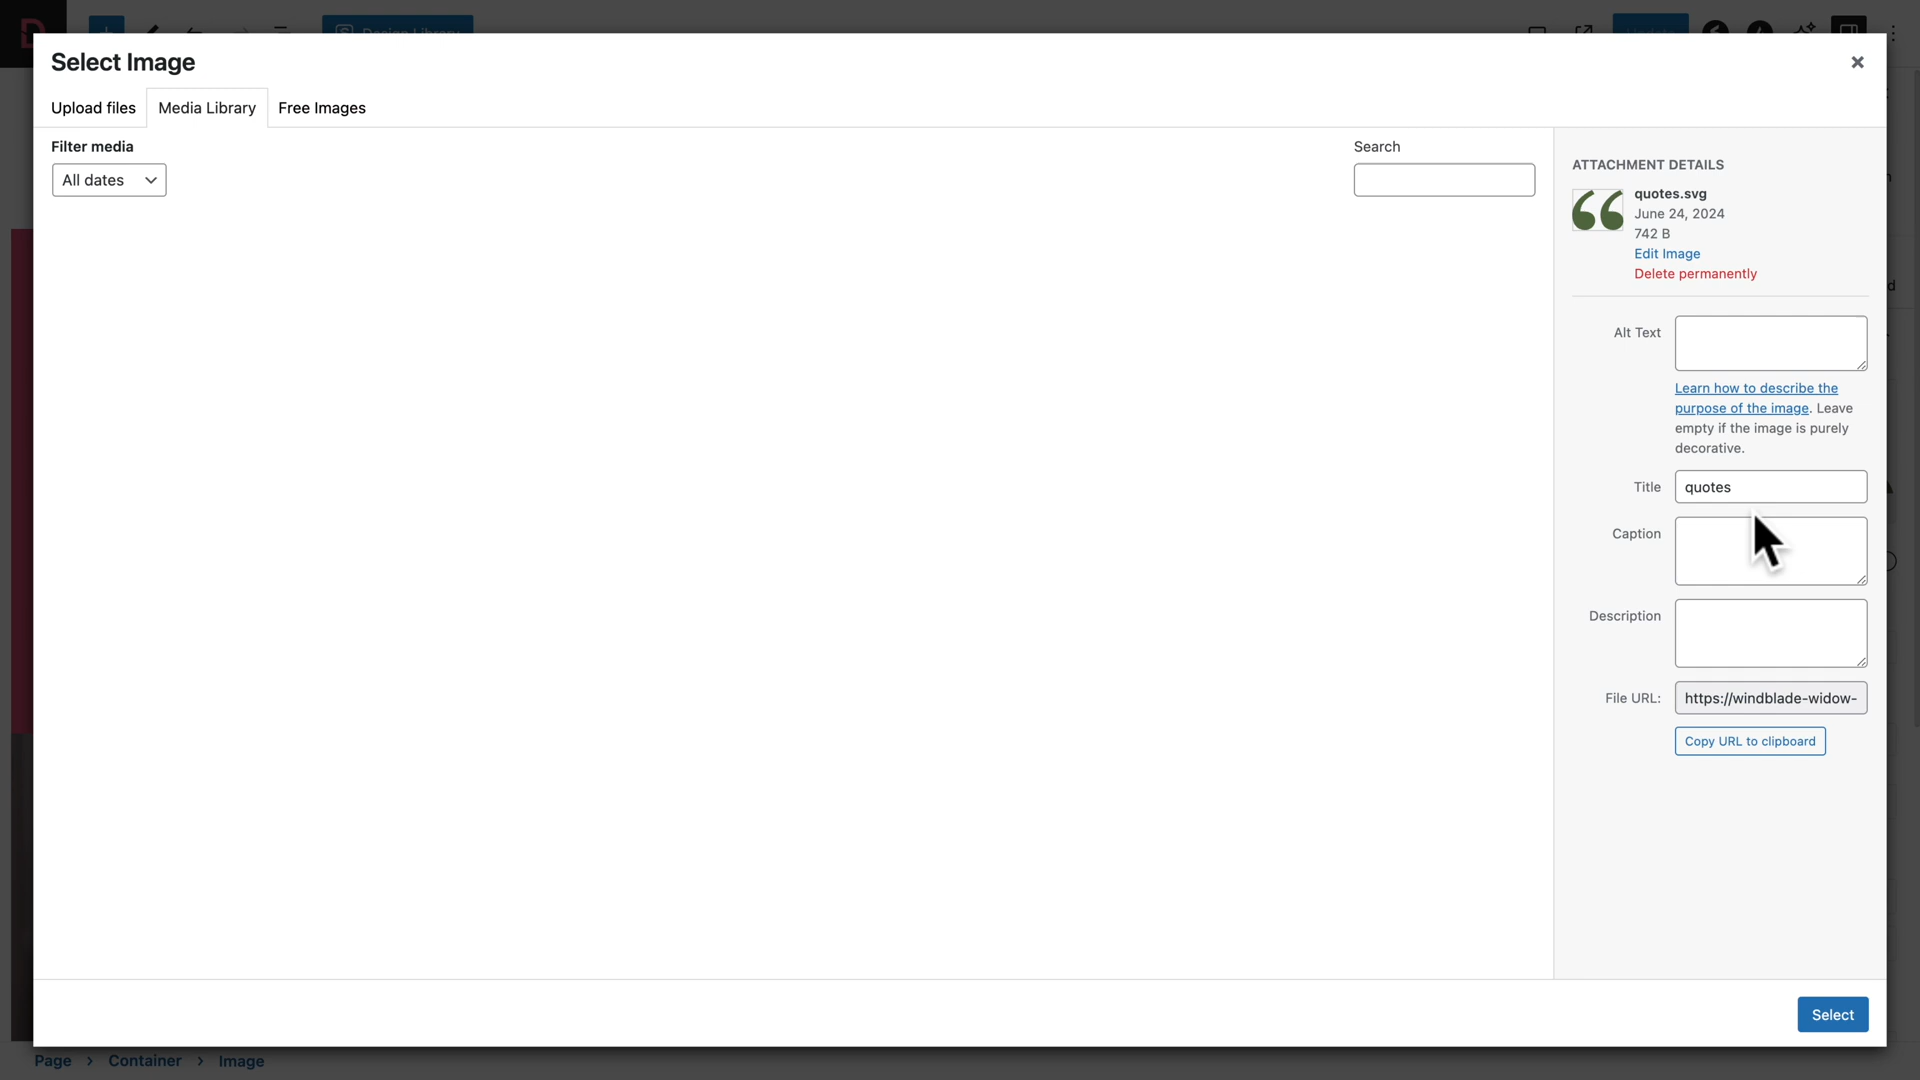 Design Library
Select Image
Upload files
Media Library
Free Images
Filter media
All dates
Search
ATTACHMENT DETAILS
quotes.svg
June 24, 2024
742 B
Edit Image
Delete permanently
Alt Text
Learn how to describe the
purpose of the image. Leave
empty if the image is purely
decorative.
Title
quotes
Caption
Description
File URL:
https://windblade-widow-
Copy URL to clipboard
Select
Page > Container > Image